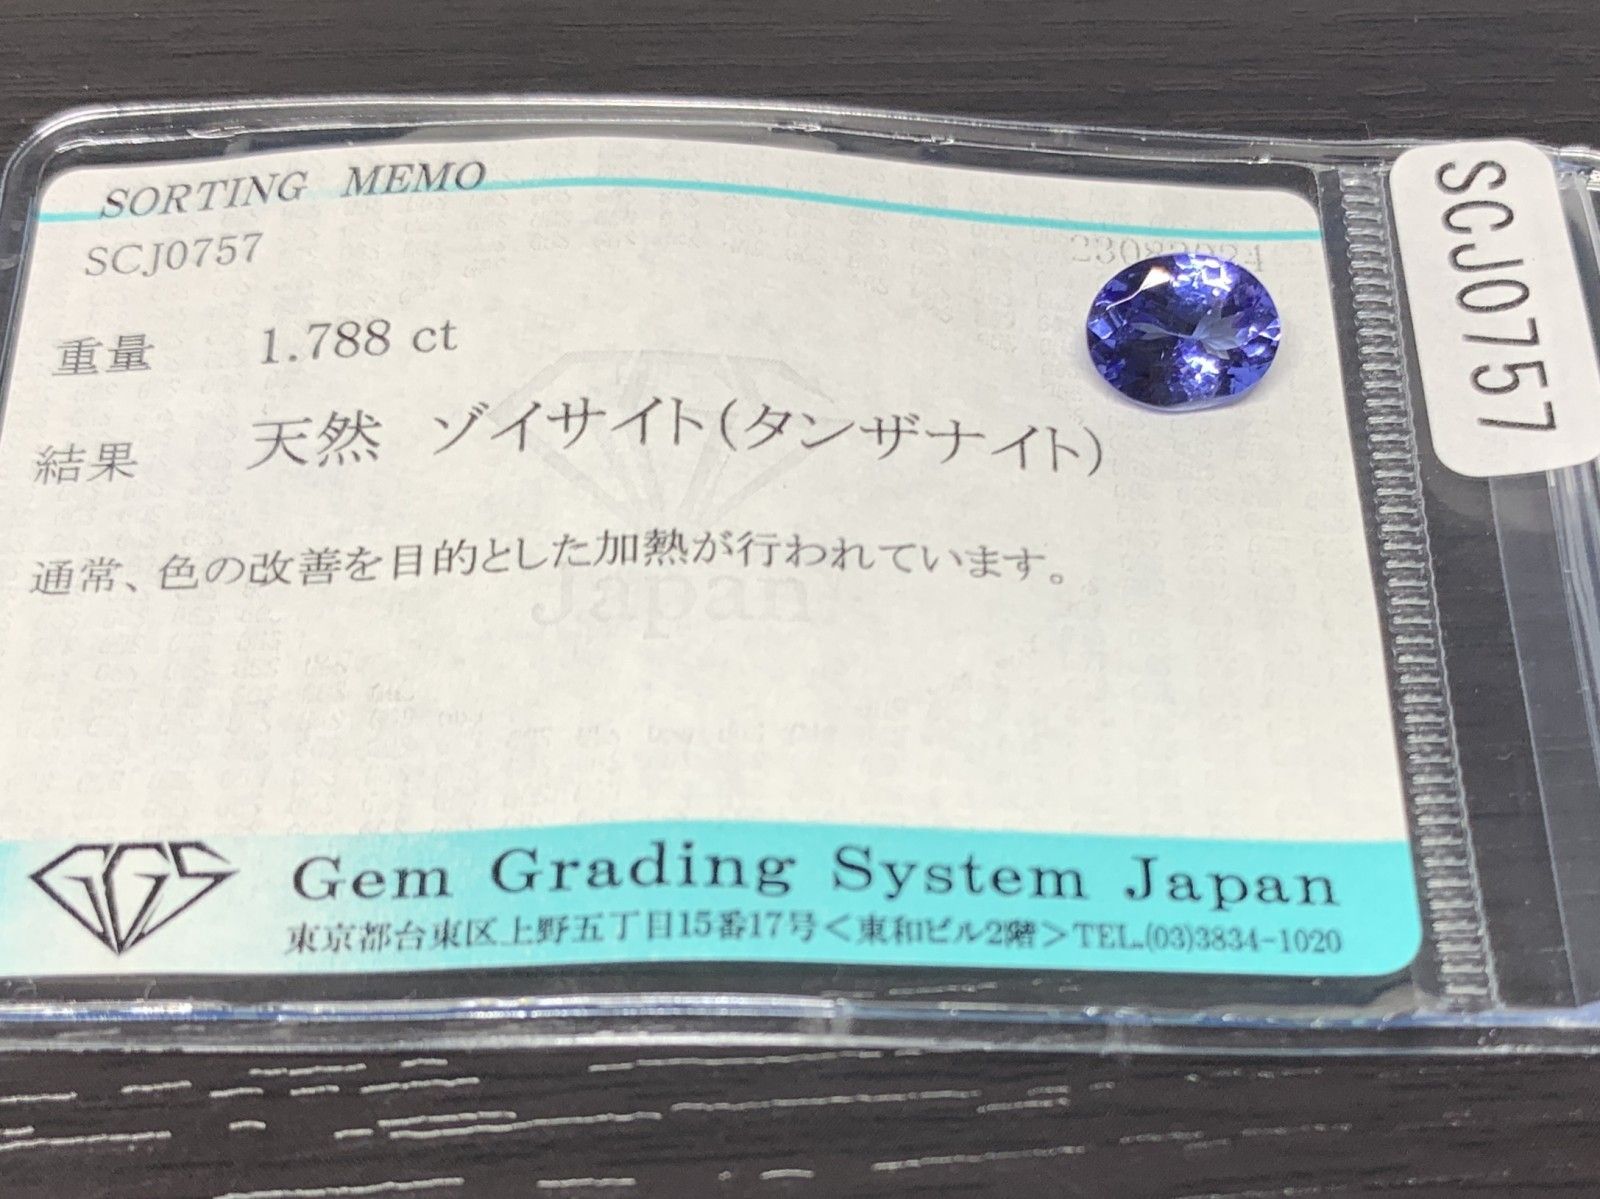 SORTING MEMO
SCJ0757
重量 1.788 ct
結果 天然 ゾイサイト(タンザナイト)
通常、色の改善を目的とした加熱が行われています。
Japan
GGS
Gem Grading System Japan
東京都台東区上野五丁目15番17号<東和ビル2階>TEL.(03)3834-1020
SCJ0757